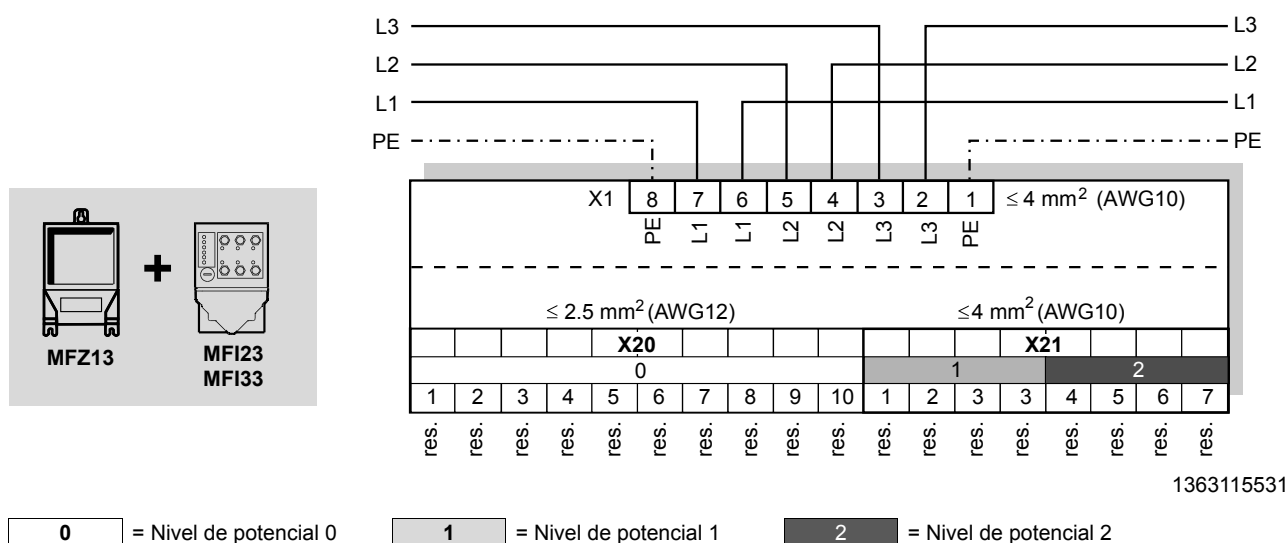 L3 L3
L2 L2
L1 L1
PE PE
X1 8 7 6 5 4 3 2 1 ≤ 4 mm² (AWG10)
PE L1 L1 L2 L2 L3 L3 PE
MFZ13
+
MFI23
MFI33
≤ 2.5 mm² (AWG12) ≤4 mm² (AWG10)
X20 X21
0 1 2
1 2 3 4 5 6 7 8 9 10 1 2 3 3 4 5 6 7
res. res. res. res. res. res. res. res. res. res. res. res. res. res. res. res. res. res.
1363115531
0 = Nivel de potencial 0 1 = Nivel de potencial 1 2 = Nivel de potencial 2